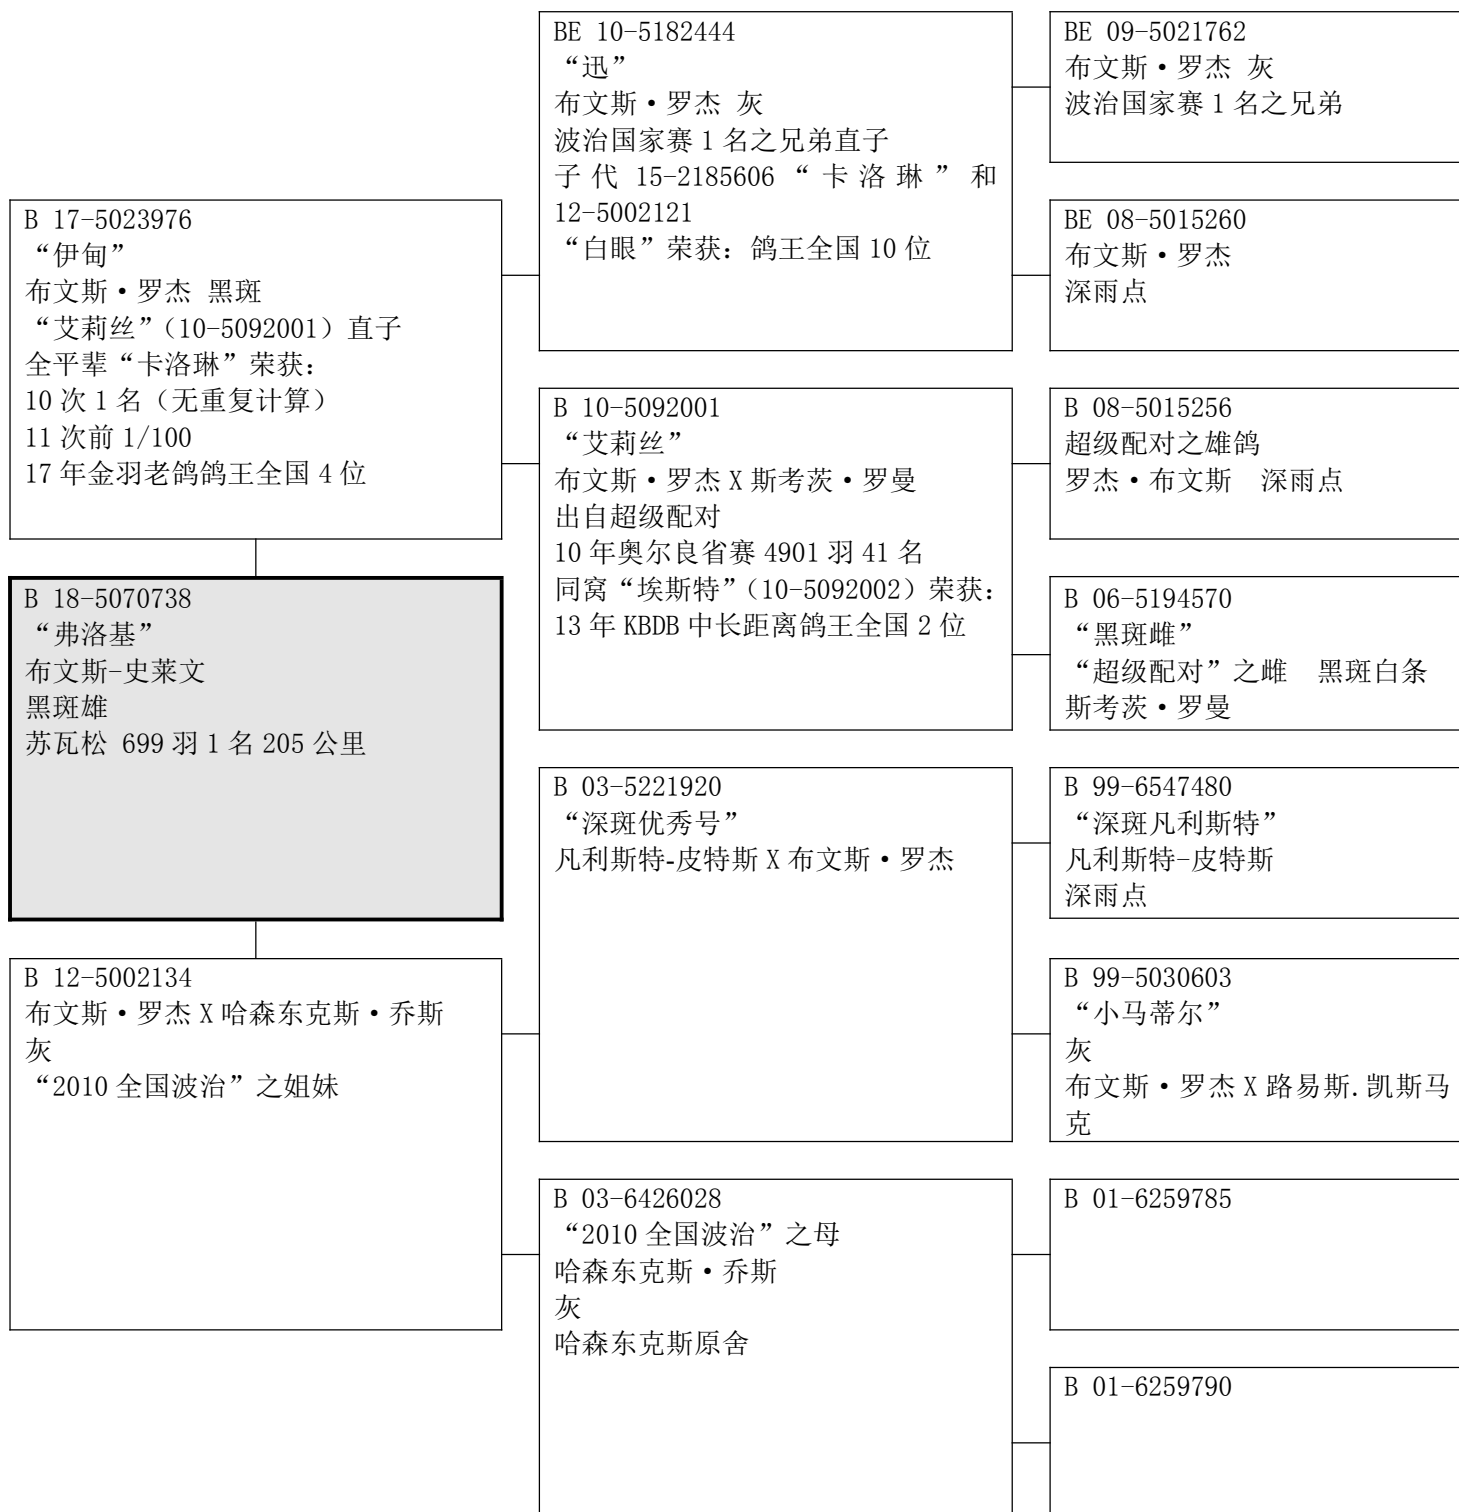 B 17-5023976
“伊甸”
布文斯·罗杰 黑斑
“艾莉丝”（10-5092001）直子
全平辈“卡洛琳”荣获：
10 次 1 名（无重复计算）
11 次前 1/100
17 年金羽老鸽鸽王全国 4 位
B 18-5070738
“弗洛基”
布文斯-史莱文
黑斑雄
苏瓦松 699 羽 1 名 205 公里
B 12-5002134
布文斯·罗杰 X 哈森东克斯·乔斯
灰
“2010 全国波治”之姐妹
BE 10-5182444
“迅”
布文斯·罗杰 灰
波治国家赛 1 名之兄弟直子
子代 15-2185606 “卡洛琳”和
12-5002121
“白眼”荣获：鸽王全国 10 位
B 10-5092001
“艾莉丝”
布文斯·罗杰 X 斯考茨·罗曼
出自超级配对
10 年奥尔良省赛 4901 羽 41 名
同窝“埃斯特”（10-5092002）荣获：
13 年 KBDB 中长距离鸽王全国 2 位
B 03-5221920
“深斑优秀号”
凡利斯特-皮特斯 X 布文斯·罗杰
B 03-6426028
“2010 全国波治”之母
哈森东克斯·乔斯
灰
哈森东克斯原舍
BE 09-5021762
布文斯·罗杰 灰
波治国家赛 1 名之兄弟
BE 08-5015260
布文斯·罗杰
深雨点
B 08-5015256
超级配对之雄鸽
罗杰·布文斯 深雨点
B 06-5194570
“黑斑雌”
“超级配对”之雌 黑斑白条
斯考茨·罗曼
B 99-6547480
“深斑凡利斯特”
凡利斯特-皮特斯
深雨点
B 99-5030603
“小马蒂尔”
灰
布文斯·罗杰 X 路易斯.凯斯马
克
B 01-6259785
B 01-6259790